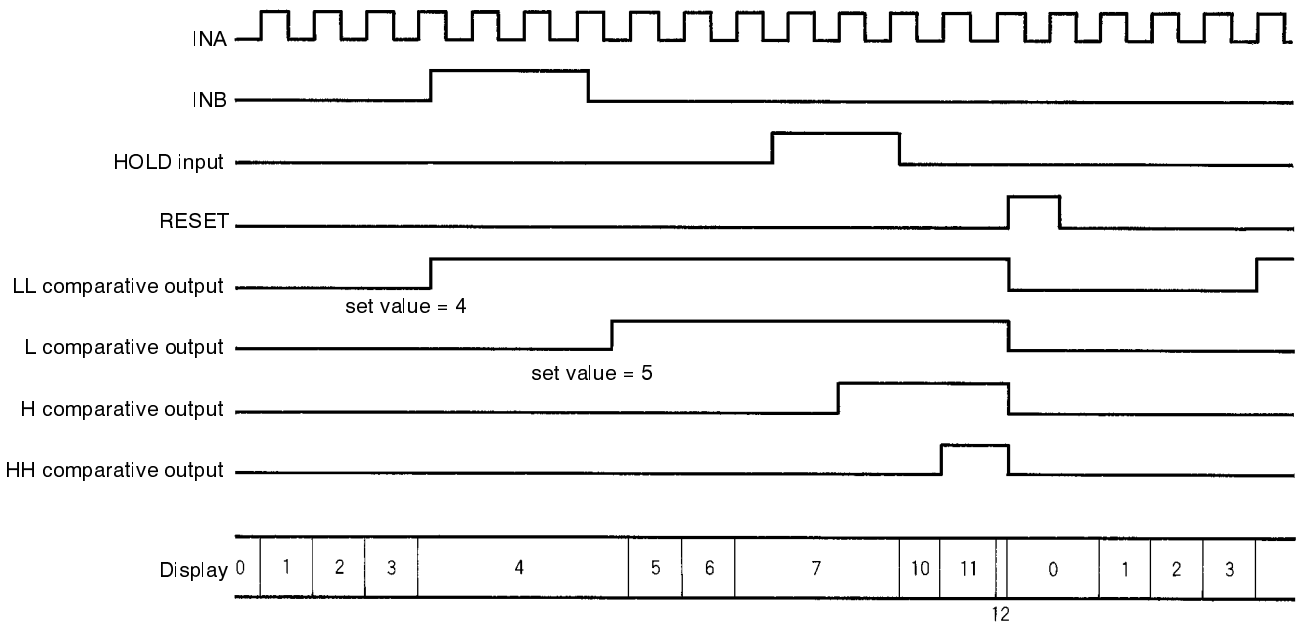 INA
INB
HOLD input
RESET
LL comparative output
set value = 4
L comparative output
set value = 5
H comparative output
HH comparative output
Display 0 1 2 3 4 5 6 7 10 11 0 1 2 3
12